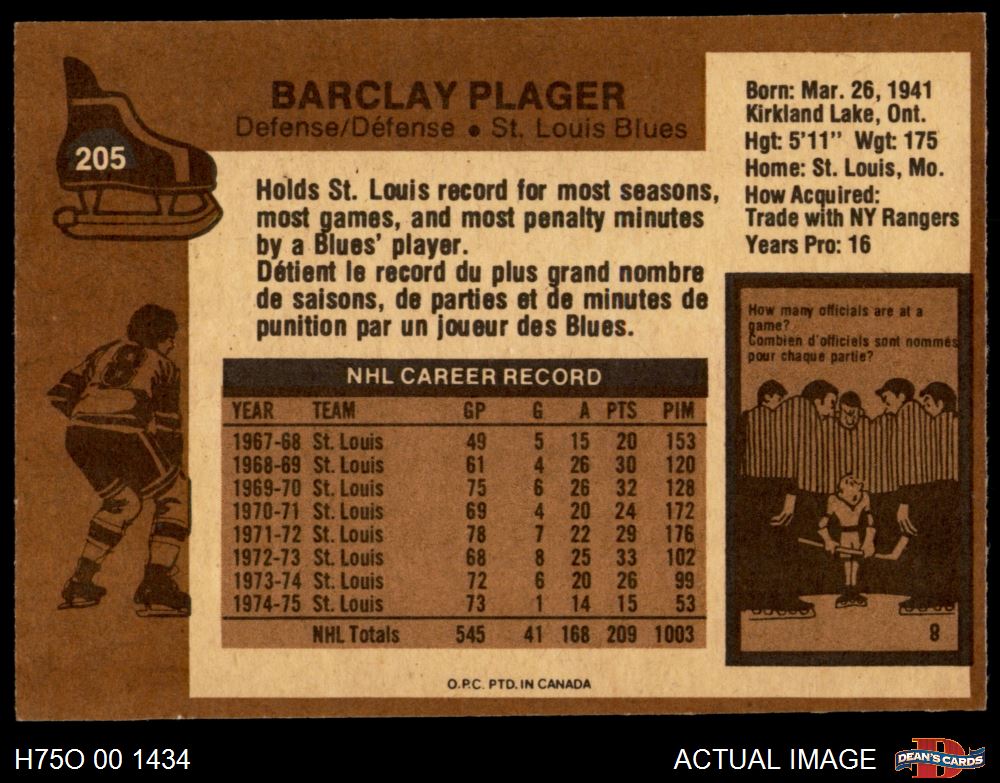 BARCLAY PLAGER
Defense/Défense • St. Louis Blues
205
Born: Mar. 26, 1941
Kirkland Lake, Ont.
Hgt: 5'11" Wgt: 175
Home: St. Louis, Mo.
How Acquired:
Trade with NY Rangers
Years Pro: 16
Holds St. Louis record for most seasons,
most games, and most penalty minutes
by a Blues' player.
Détient le record du plus grand nombre
de saisons, de parties et de minutes de
punition par un joueur des Blues.
8
NHL CAREER RECORD
YEAR TEAM GP G A PTS PIM
1967-68 St. Louis 49 5 15 20 153
1968-69 St. Louis 61 4 26 30 120
1969-70 St. Louis 75 6 26 32 128
1970-71 St. Louis 69 4 20 24 172
1971-72 St. Louis 78 7 22 29 176
1972-73 St. Louis 68 8 25 33 102
1973-74 St. Louis 72 6 20 26 99
1974-75 St. Louis 73 1 14 15 53
NHL Totals 545 41 168 209 1003
How many officials are at a
game?
Combien d'officiels sont nommés
pour chaque partie?
8
O.P.C. PTD. IN CANADA
H75O 00 1434
ACTUAL IMAGE
D
DEAN'S CARDS